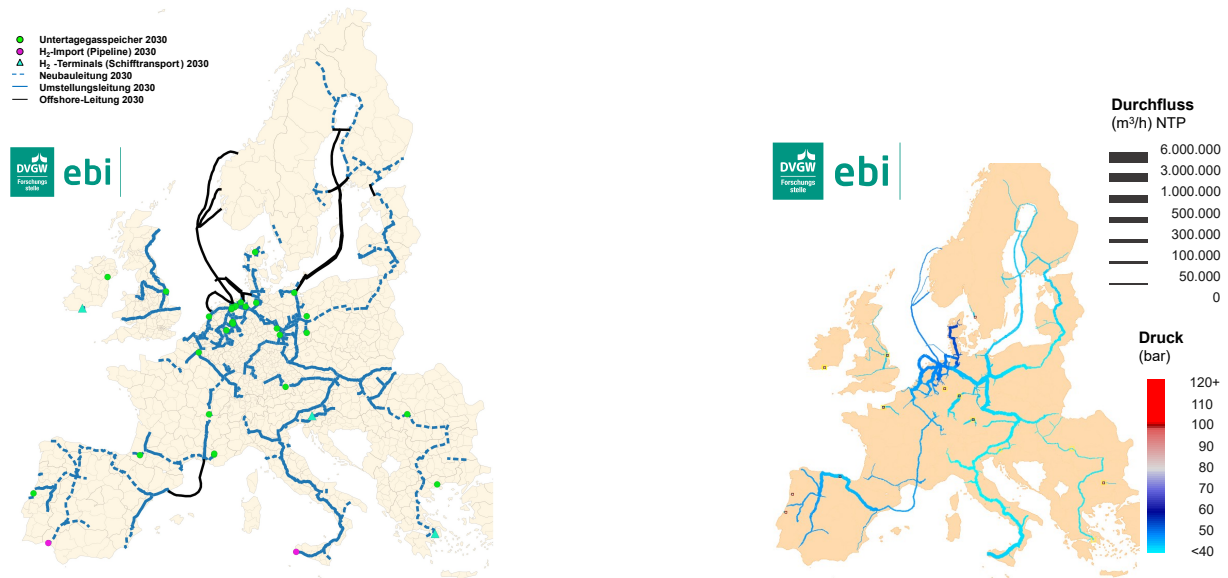 Untertagegasspeicher 2030
H₂-Import (Pipeline) 2030
H₂ -Terminals (Schifftransport) 2030
Neubauleitung 2030
Umstellungsleitung 2030
Offshore-Leitung 2030
DVGW
Forschungs
stelle
ebi
DVGW
Forschungs
stelle
ebi
Durchfluss
(m³/h) NTP
6.000.000
3.000.000
1.000.000
500.000
300.000
100.000
50.000
0
Druck
(bar)
120+
110
100
90
80
70
60
50
<40